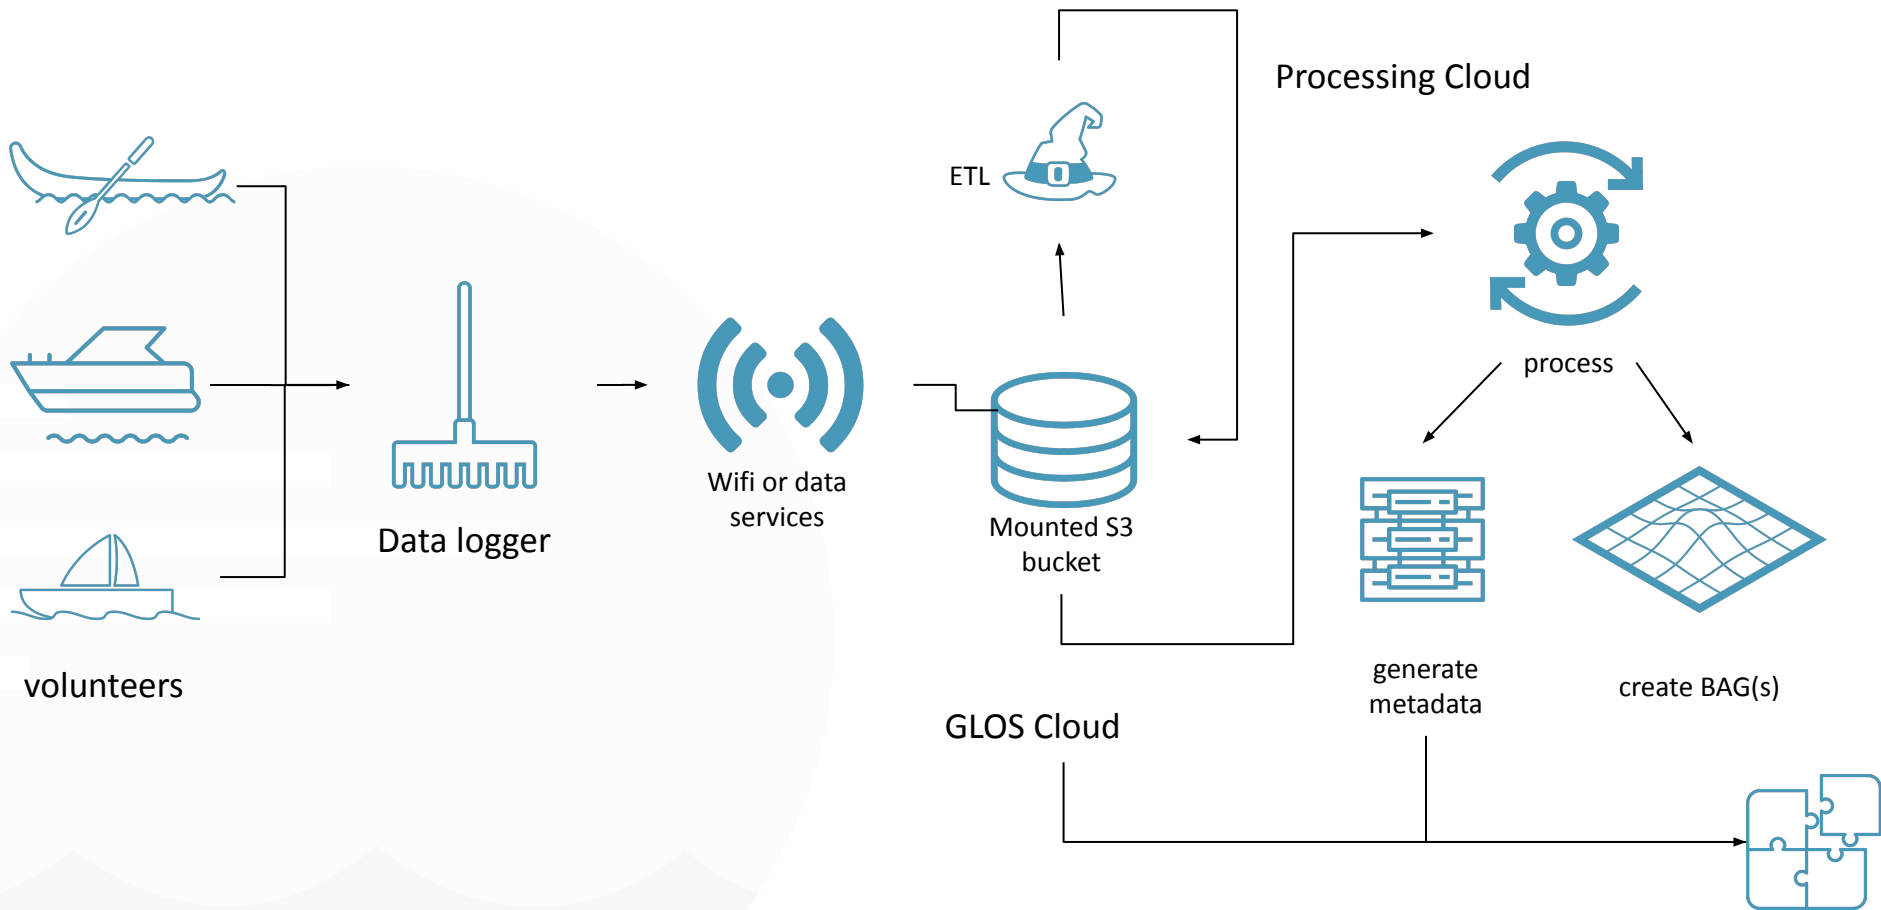 Processing Cloud
ETL
process
Wifi or data
services
Mounted S3
bucket
Data logger
volunteers
generate
metadata
create BAG(s)
GLOS Cloud